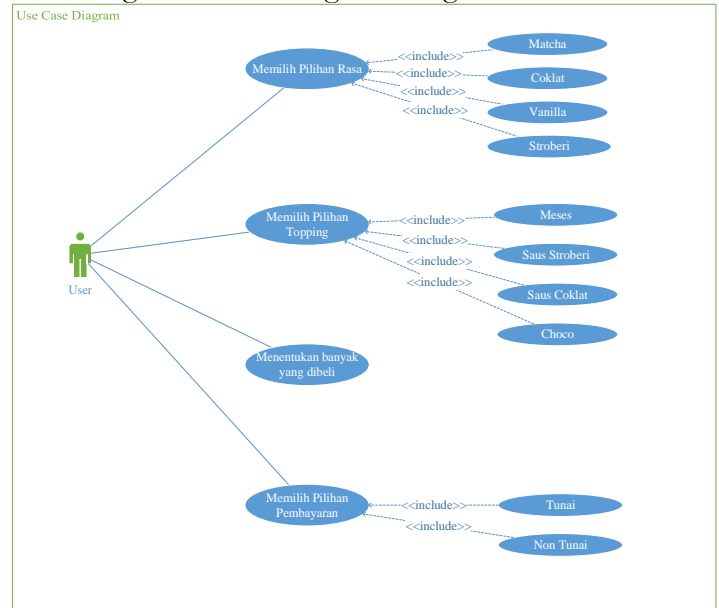 Use Case Diagram
Memilih Pilihan Rasa
<<include>>
<<include>>
<<include>>
<<include>>
Matcha
Coklat
Vanilla
Stroberi
Memilih Pilihan
Topping
<<include>>
<<include>>
<<include>>
<<include>>
Meses
Saus Stroberi
Saus Coklat
Choco
User
Menentukan banyak
yang dibeli
Memilih Pilihan
Pembayaran
<<include>>
<<include>>
Tunai
Non Tunai